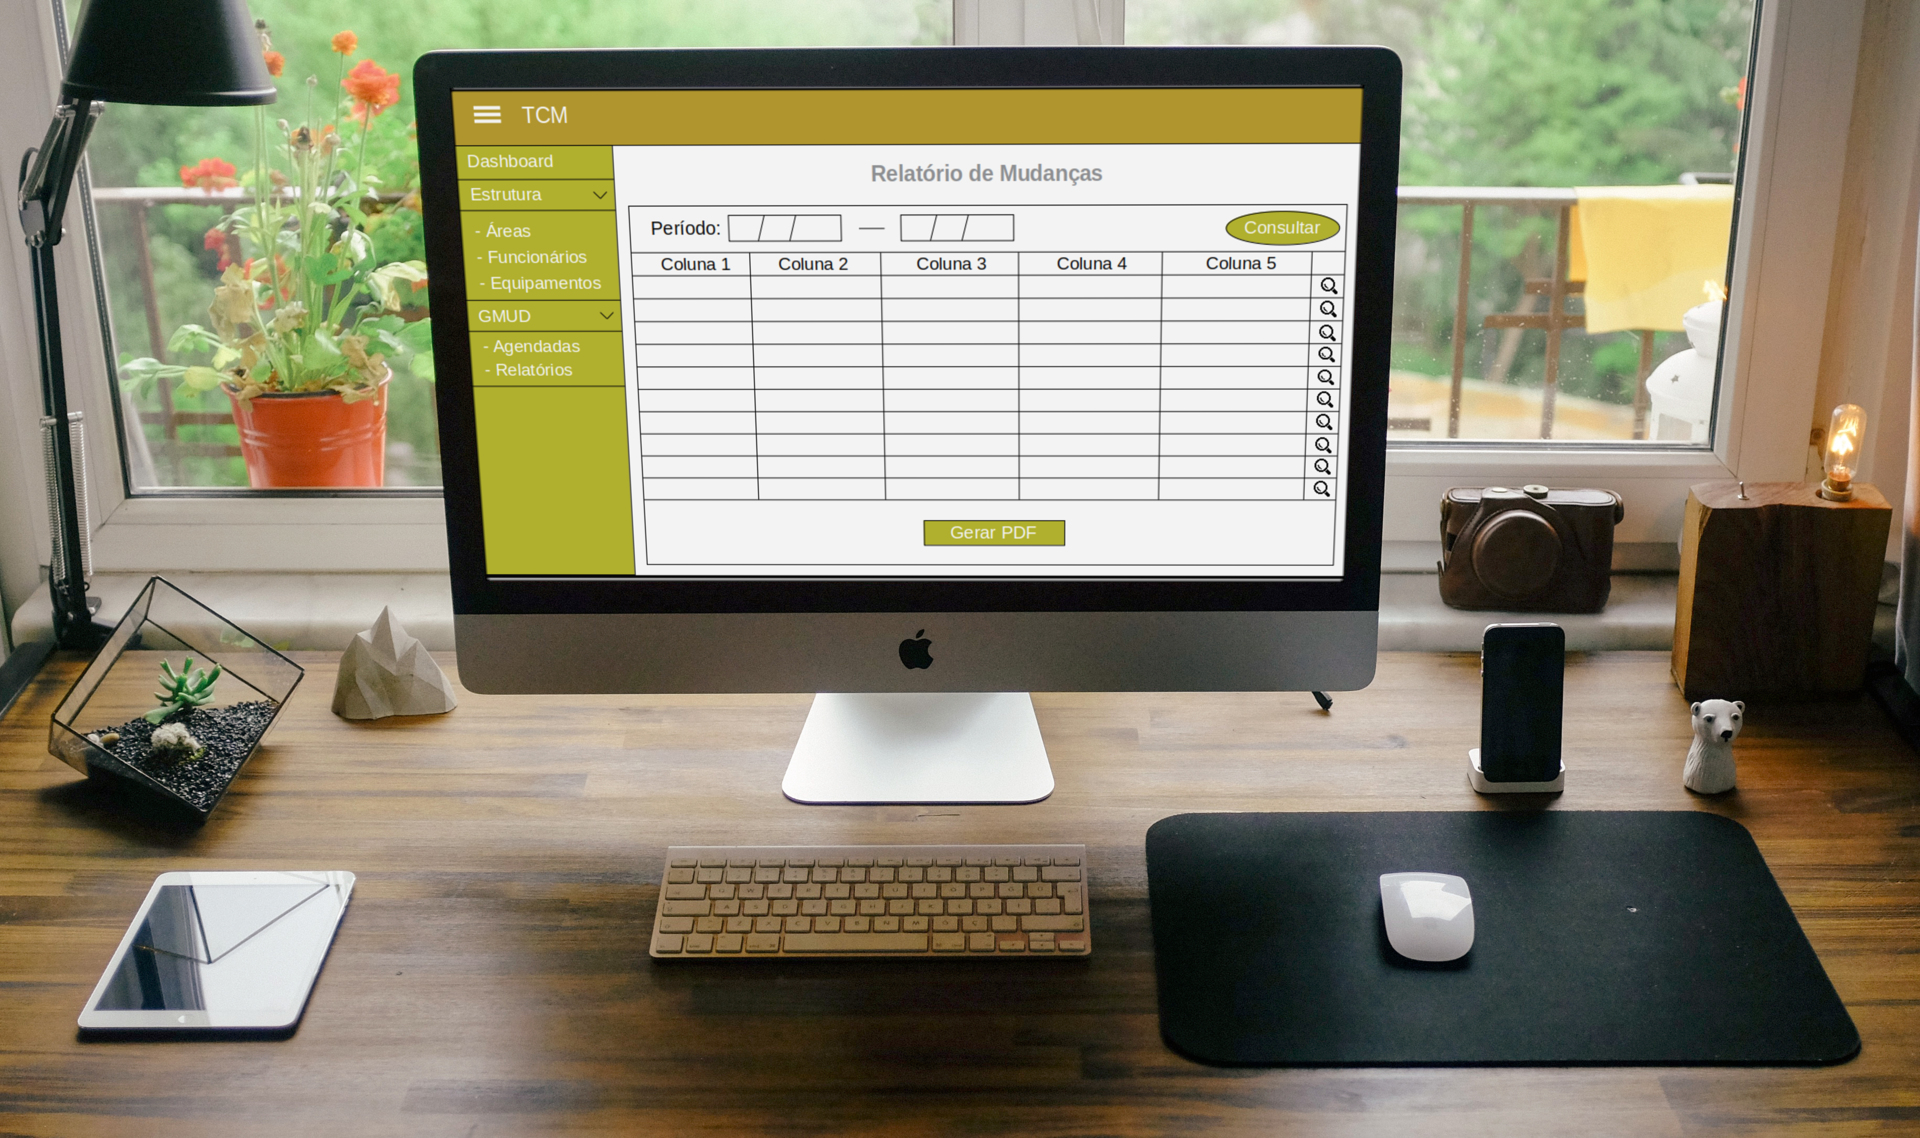 TCM
Dashboard
Estrutura
- Áreas
- Funcionários
- Equipamentos
GMUD
- Agendadas
- Relatórios
Relatório de Mudanças
Período: / / — / / Consultar
Coluna 1 Coluna 2 Coluna 3 Coluna 4 Coluna 5
Gerar PDF